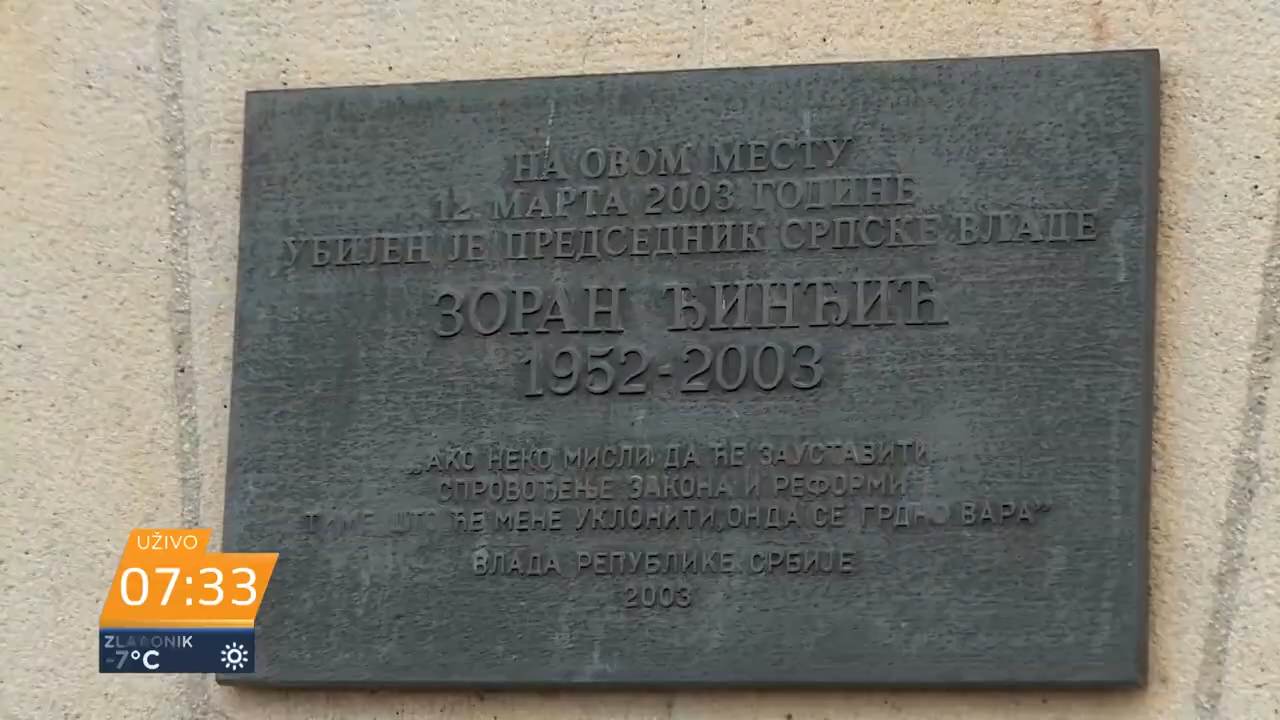 НА ОВОМ МЕСТУ
12. МАРТА 2003. ГОДИНЕ
УБИЈЕН ЈЕ ПРЕДСЕДНИК СРПСКЕ ВЛАДЕ
ЗОРАН ЂИНЂИЋ
1952-2003
„АКО НЕКО МИСЛИ ДА ЋЕ ЗАУСТАВИТИ
СПРОВОЂЕЊЕ ЗАКОНА И РЕФОРМИ
ТИМЕ ШТО ЋЕ МЕНЕ УКЛОНИТИ, ОНДА СЕ ГРДНО ВАРА”
ВЛАДА РЕПУБЛИКЕ СРБИЈЕ
2003
UŽIVO
07:33
-7°C